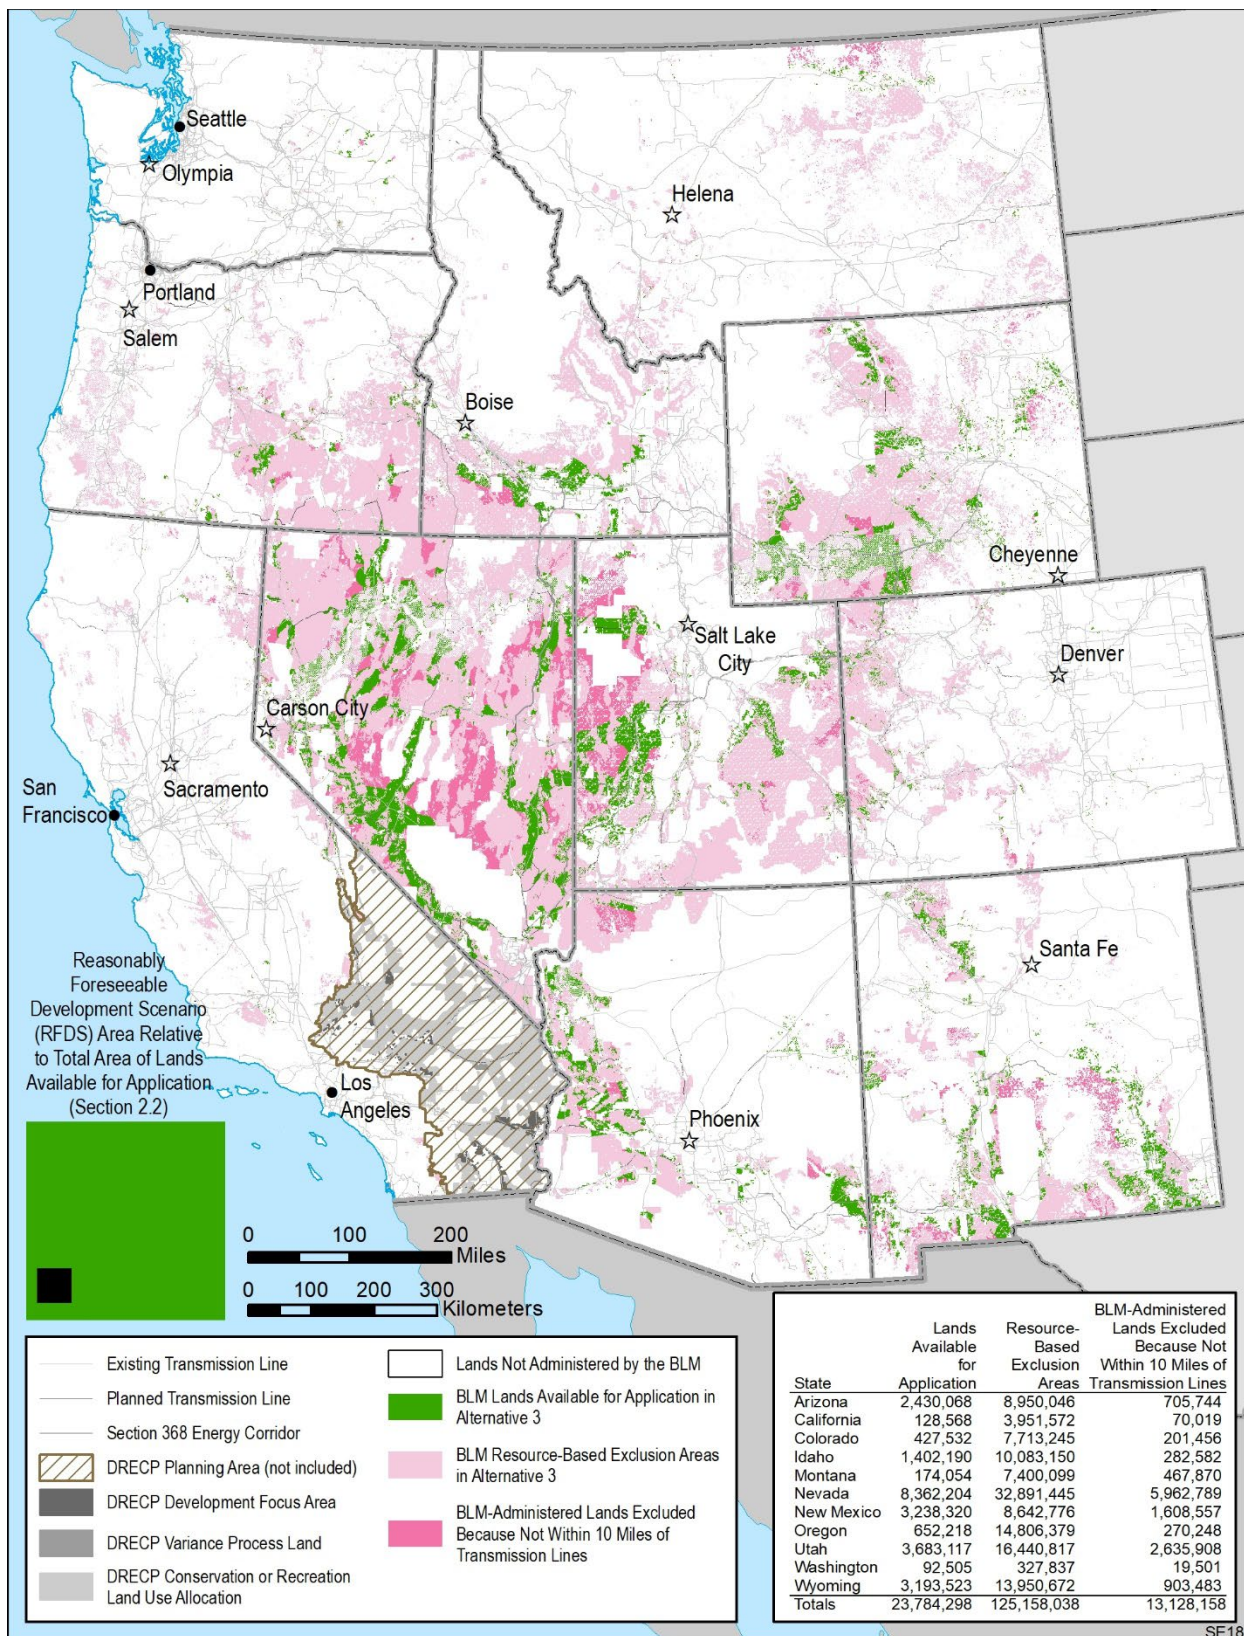 Seattle
Olympia
Helena
Portland
Salem
Boise
Cheyenne
Salt Lake
City
Denver
Carson City
Sacramento
San
Francisco
Santa Fe
Reasonably
Foreseeable
Development Scenario
(RFDS) Area Relative
to Total Area of Lands
Available for Application
(Section 2.2)
Los
Angeles
Phoenix
0 100 200
Miles
0 100 200 300
Kilometers
Existing Transmission Line
Planned Transmission Line
Section 368 Energy Corridor
DRECP Planning Area (not included)
DRECP Development Focus Area
DRECP Variance Process Land
DRECP Conservation or Recreation
Land Use Allocation
Lands Not Administered by the BLM
BLM Lands Available for Application in
Alternative 3
BLM Resource-Based Exclusion Areas
in Alternative 3
BLM-Administered Lands Excluded
Because Not Within 10 Miles of
Transmission Lines
BLM-Administered
Lands Resource- Lands Excluded
Available Based Because Not
for Exclusion Within 10 Miles of
State Application Areas Transmission Lines
Arizona 2,430,068 8,950,046 705,744
California 128,568 3,951,572 70,019
Colorado 427,532 7,713,245 201,456
Idaho 1,402,190 10,083,150 282,582
Montana 174,054 7,400,099 467,870
Nevada 8,362,204 32,891,445 5,962,789
New Mexico 3,238,320 8,642,776 1,608,557
Oregon 652,218 14,806,379 270,248
Utah 3,683,117 16,440,817 2,635,908
Washington 92,505 327,837 19,501
Wyoming 3,193,523 13,950,672 903,483
Totals 23,784,298 125,158,038 13,128,158
SE18